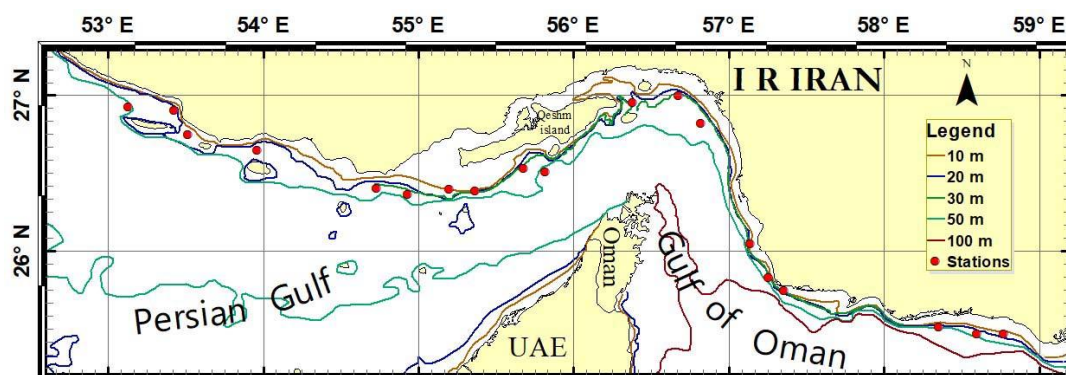 53° E 54° E 55° E 56° E 57° E 58° E 59° E
27° N
26° N
I R IRAN
N
Qeshm
island
Legend
10 m
20 m
30 m
50 m
100 m
Stations
Persian Gulf
Oman
UAE
Gulf of Oman